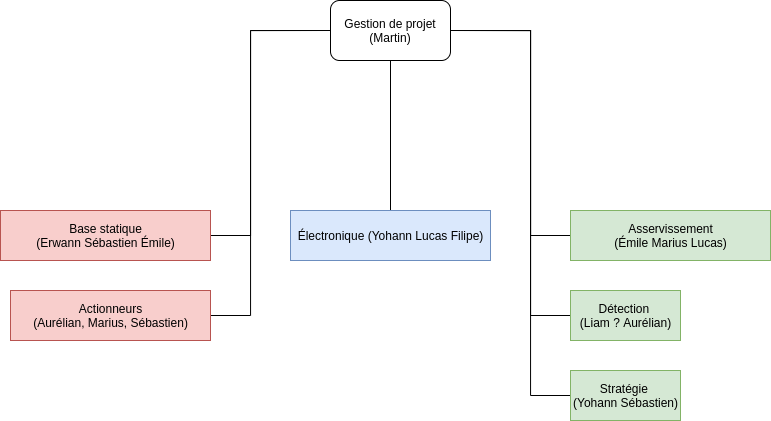 Gestion de projet
(Martin)
Base statique
(Erwann Sébastien Émile)
Électronique (Yohann Lucas Filipe)
Asservissement
(Émile Marius Lucas)
Actionneurs
(Aurélian, Marius, Sébastien)
Détection
(Liam ? Aurélian)
Stratégie
(Yohann Sébastien)